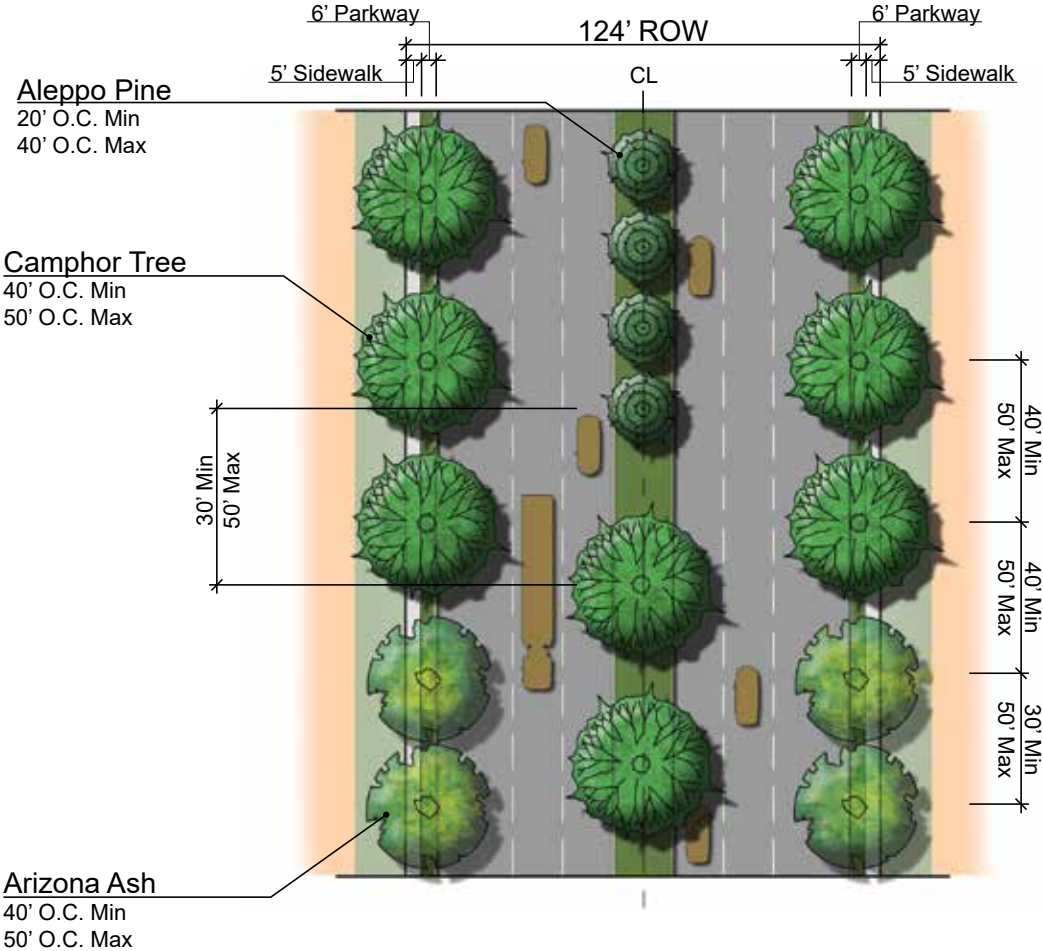 6’ Parkway
6’ Parkway
124’ ROW
5’ Sidewalk
CL
5’ Sidewalk
Aleppo Pine
20’ O.C. Min
40’ O.C. Max
Camphor Tree
40’ O.C. Min
50’ O.C. Max
30’ Min
50’ Max
40’ Min
50’ Max
40’ Min
50’ Max
30’ Min
50’ Max
Arizona Ash
40’ O.C. Min
50’ O.C. Max